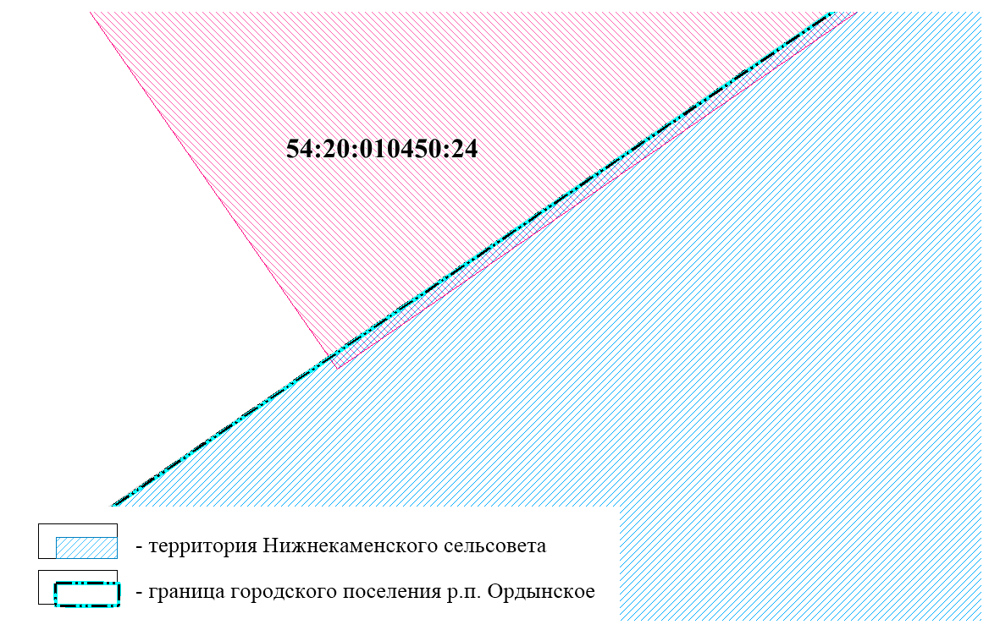 54:20:010450:24
- территория Нижнекаменского сельсовета
- граница городского поселения р.п. Ордынское